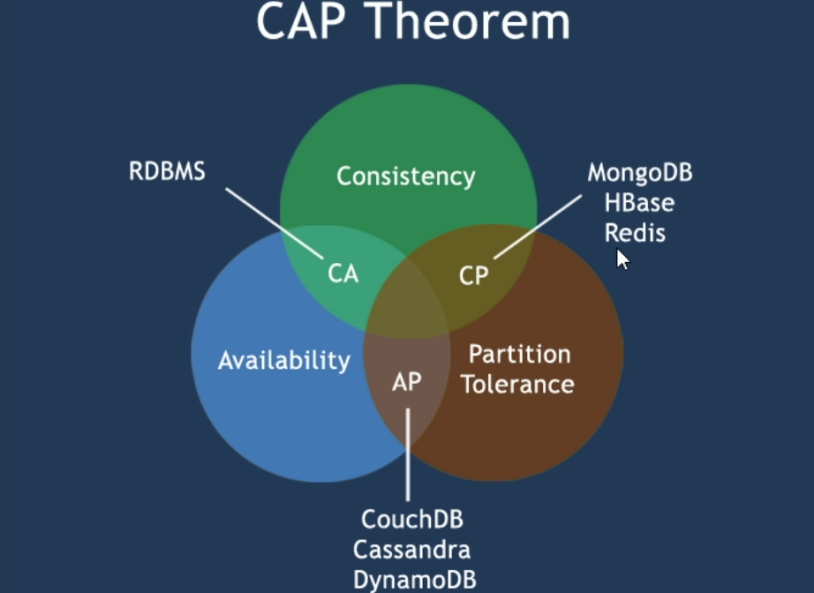 CAP Theorem
RDBMS
Consistency
MongoDB
HBase
Redis
CA
CP
Availability
Partition
Tolerance
AP
CouchDB
Cassandra
DynamoDB